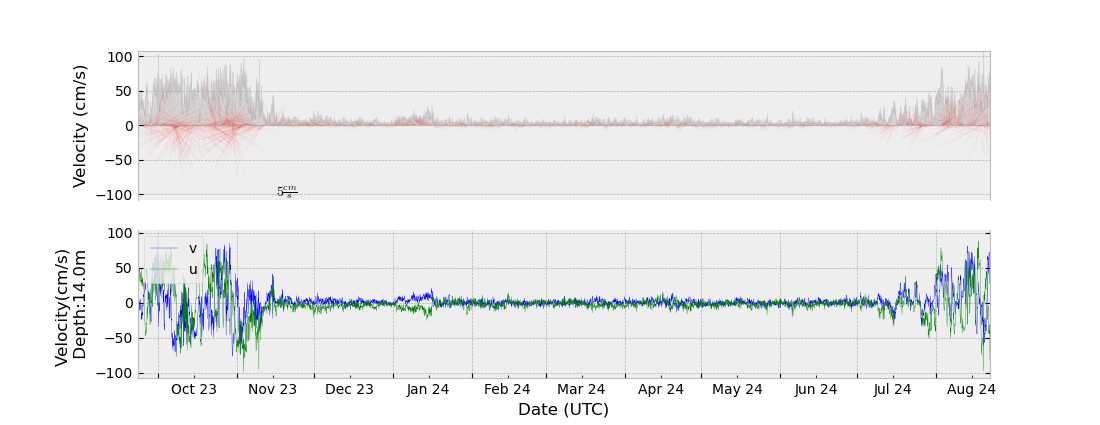 100
50
0
−50
−100
Velocity (cm/s)
5 cm/s
100
50
0
−50
−100
Velocity(cm/s)
Depth:14.0m
v
u
Oct 23 Nov 23 Dec 23 Jan 24 Feb 24 Mar 24 Apr 24 May 24 Jun 24 Jul 24 Aug 24
Date (UTC)